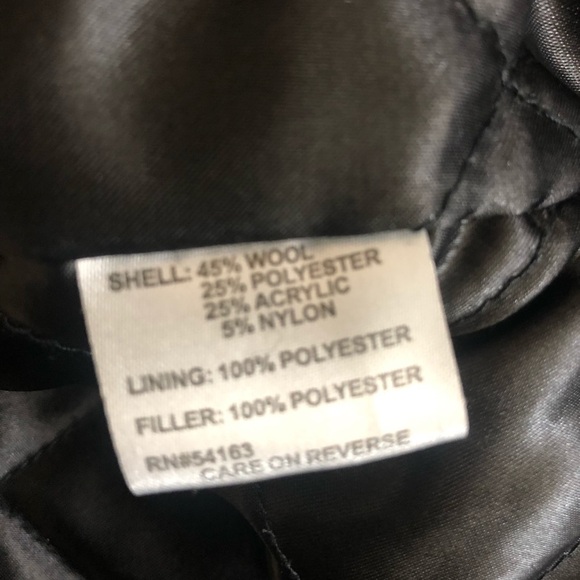 SHELL: 45% WOOL
25% POLYESTER
25% ACRYLIC
5% NYLON
LINING: 100% POLYESTER
FILLER: 100% POLYESTER
RN#54163
CARE ON REVERSE